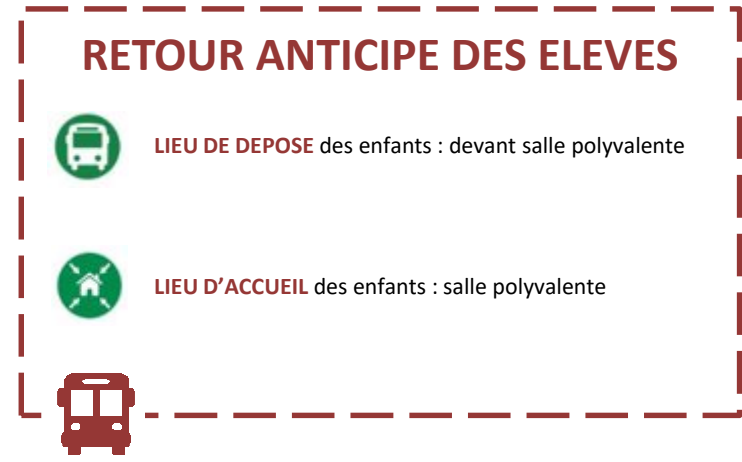 RETOUR ANTICIPE DES ELEVES
LIEU DE DEPOSE des enfants : devant salle polyvalente
LIEU D’ACCUEIL des enfants : salle polyvalente